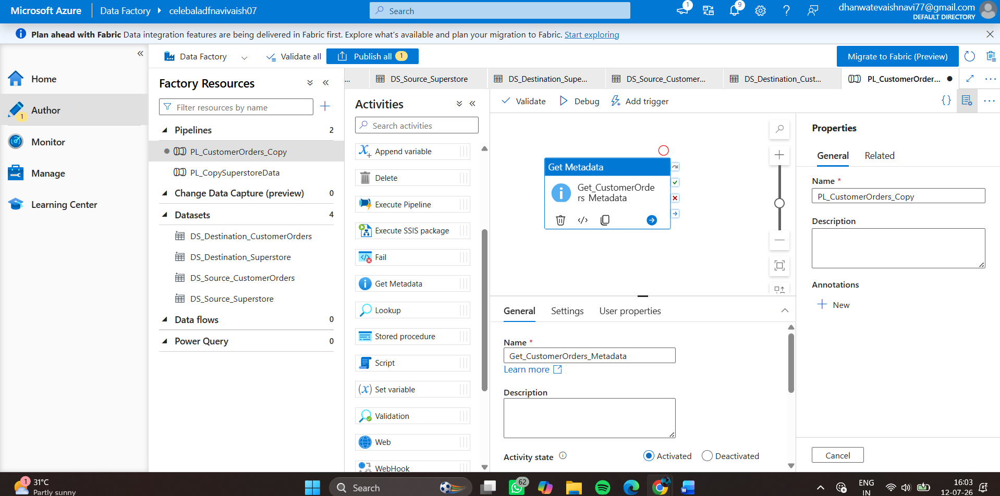 Microsoft Azure
Data Factory
celebaladfnavivaish07
Search
1
9
dhanwatevaishnavi77@gmail.com
DEFAULT DIRECTORY
Plan ahead with Fabric Data integration features are being delivered in Fabric first. Explore what's available and plan your migration to Fabric. Start exploring
Data Factory
Validate all
Publish all 1
Migrate to Fabric (Preview)
Home
Author
1
Monitor
Manage
Learning Center
Factory Resources
Filter resources by name
Pipelines 2
PL_CustomerOrders_Copy
PL_CopySuperstoreData
Change Data Capture (preview) 0
Datasets 4
DS_Destination_CustomerOrders
DS_Destination_Superstore
DS_Source_CustomerOrders
DS_Source_Superstore
Data flows 0
Power Query 0
...
DS_Source_Superstore
DS_Destination_Supe...
DS_Source_Customer...
DS_Destination_Cust...
PL_CustomerOrder...
Activities
Search activities
Append variable
Delete
Execute Pipeline
Execute SSIS package
Fail
Get Metadata
Lookup
Stored procedure
Script
(x) Set variable
Validation
Web
WebHook
Validate
Debug
Add trigger
{}
Get Metadata
Get_CustomerOrde
rs_Metadata
General
Settings
User properties
Name *
Get_CustomerOrders_Metadata
Learn more
Description
Activity state
Activated
Deactivated
Properties
General
Related
Name *
PL_CustomerOrders_Copy
Description
Annotations
New
Cancel
1
31°C
Partly sunny
Search
62
ENG
IN
16:03
12-07-26